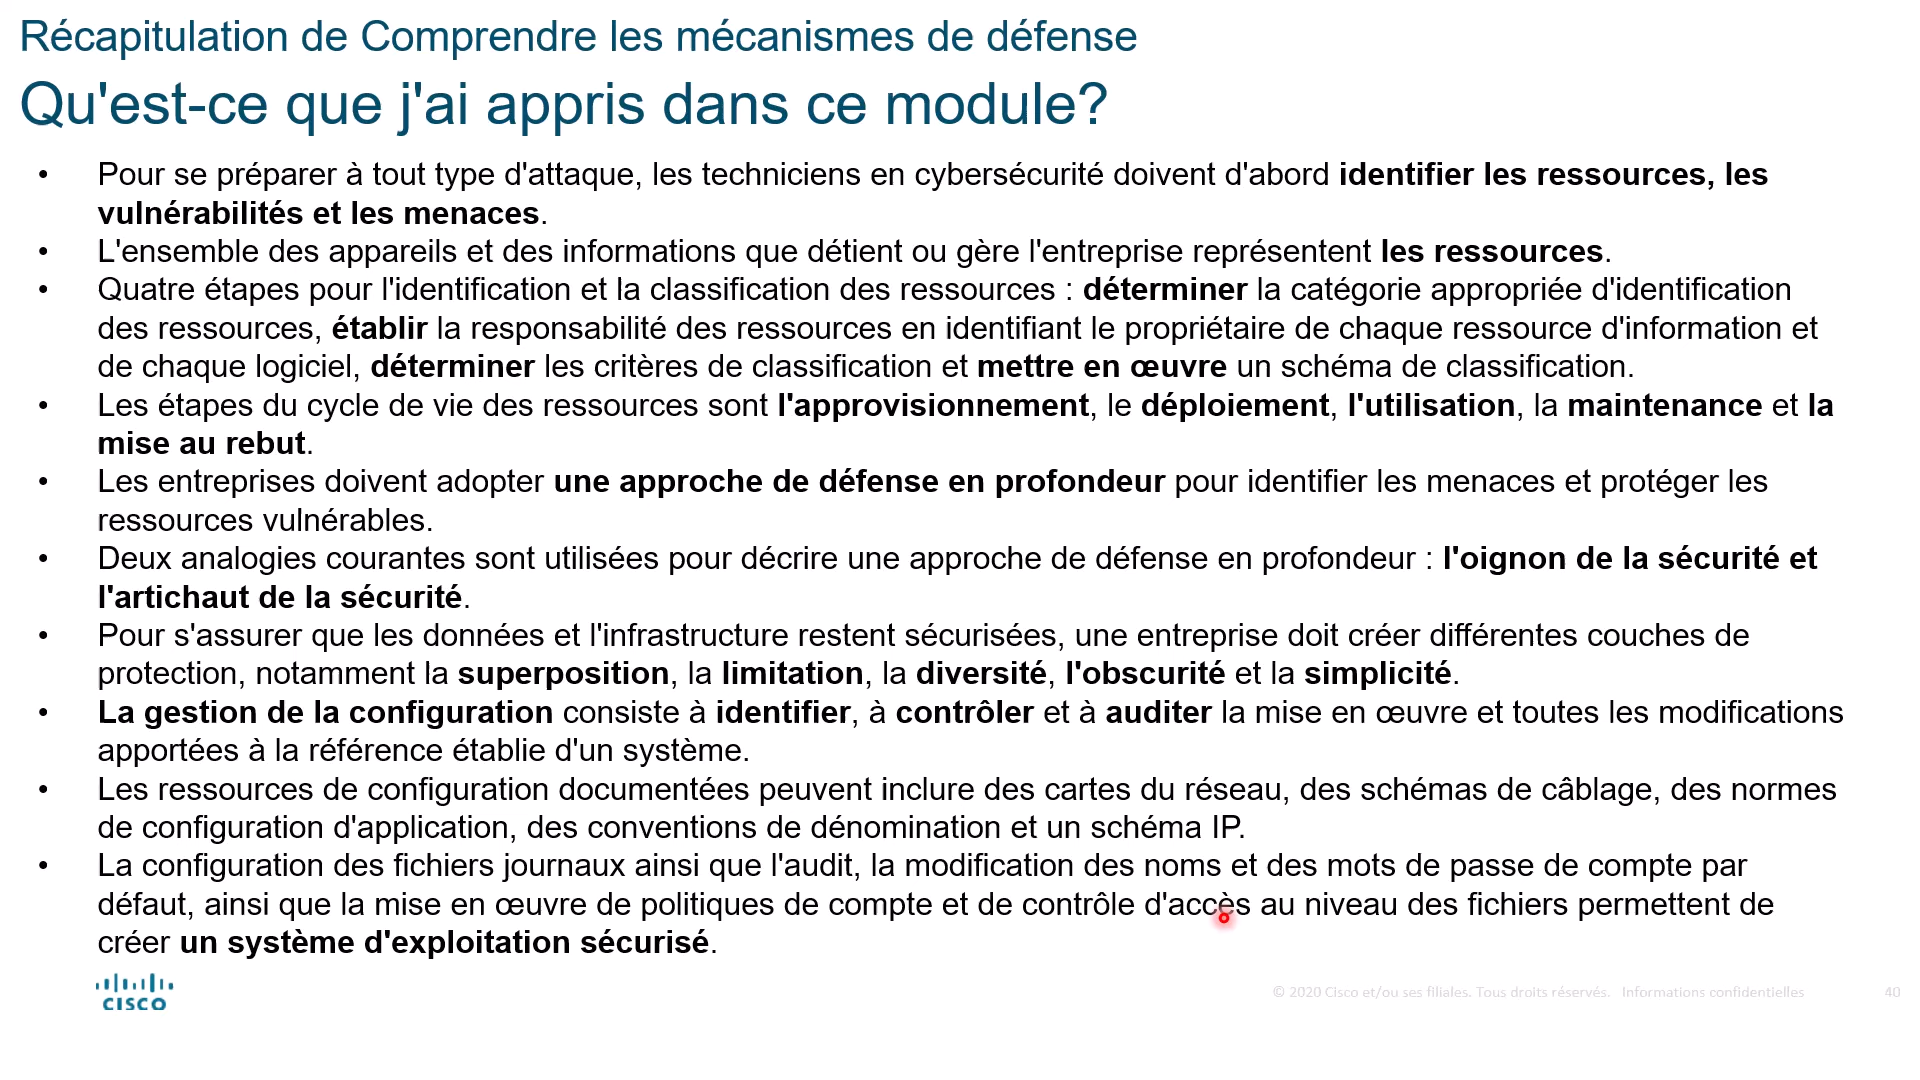 Récapitulation de Comprendre les mécanismes de défense
Qu'est-ce que j'ai appris dans ce module?
• Pour se préparer à tout type d'attaque, les techniciens en cybersécurité doivent d'abord identifier les ressources, les
vulnérabilités et les menaces.
• L'ensemble des appareils et des informations que détient ou gère l'entreprise représentent les ressources.
• Quatre étapes pour l'identification et la classification des ressources : déterminer la catégorie appropriée d'identification
des ressources, établir la responsabilité des ressources en identifiant le propriétaire de chaque ressource d'information et
de chaque logiciel, déterminer les critères de classification et mettre en œuvre un schéma de classification.
• Les étapes du cycle de vie des ressources sont l'approvisionnement, le déploiement, l'utilisation, la maintenance et la
mise au rebut.
• Les entreprises doivent adopter une approche de défense en profondeur pour identifier les menaces et protéger les
ressources vulnérables.
• Deux analogies courantes sont utilisées pour décrire une approche de défense en profondeur : l'oignon de la sécurité et
l'artichaut de la sécurité.
• Pour s'assurer que les données et l'infrastructure restent sécurisées, une entreprise doit créer différentes couches de
protection, notamment la superposition, la limitation, la diversité, l'obscurité et la simplicité.
• La gestion de la configuration consiste à identifier, à contrôler et à auditer la mise en œuvre et toutes les modifications
apportées à la référence établie d'un système.
• Les ressources de configuration documentées peuvent inclure des cartes du réseau, des schémas de câblage, des normes
de configuration d'application, des conventions de dénomination et un schéma IP.
• La configuration des fichiers journaux ainsi que l'audit, la modification des noms et des mots de passe de compte par
défaut, ainsi que la mise en œuvre de politiques de compte et de contrôle d'accès au niveau des fichiers permettent de
créer un système d'exploitation sécurisé.
CISCO
© 2020 Cisco et/ou ses filiales. Tous droits réservés. Informations confidentielles 40